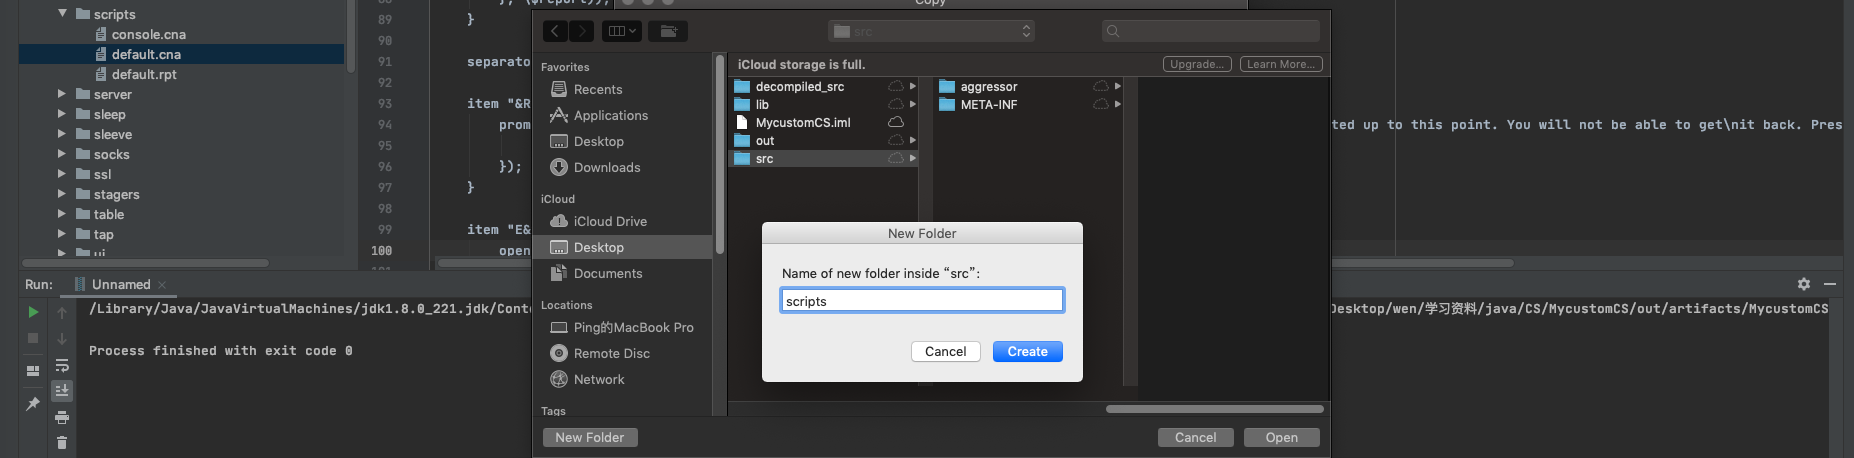 Copy
scripts
console.cna
default.cna
default.rpt
server
sleep
sleeve
socks
ssl
stagers
table
tap
ui
89 }
90
91 separato
92
93 item "&R
94 prom
95
96 });
97 }
98
99 item "E&
100 open
ted up to this point. You will not be able to get\nit back. Pres
src
Favorites
Recents
Applications
Desktop
Downloads
iCloud
iCloud Drive
Desktop
Documents
Locations
Ping的MacBook Pro
Remote Disc
Network
Tags
iCloud storage is full.
Upgrade...
Learn More...
decompiled_src
lib
MycustomCS.iml
out
src
aggressor
META-INF
New Folder
Name of new folder inside “src”:
scripts
Cancel
Create
New Folder
Cancel
Open
Run:
Unnamed
/Library/Java/JavaVirtualMachines/jdk1.8.0_221.jdk/Conte
Desktop/wen/学习资料/java/CS/MycustomCS/out/artifacts/MycustomCS
Process finished with exit code 0